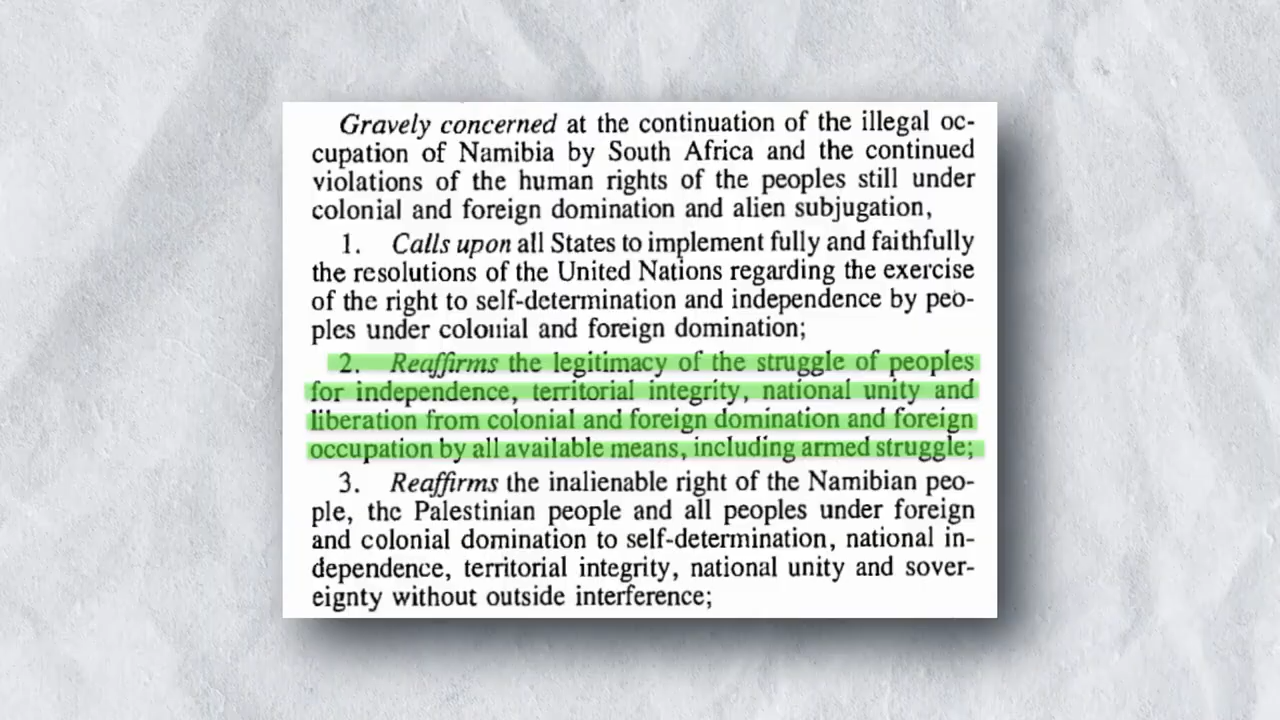 Gravely concerned at the continuation of the illegal oc-
cupation of Namibia by South Africa and the continued
violations of the human rights of the peoples still under
colonial and foreign domination and alien subjugation,
1. Calls upon all States to implement fully and faithfully
the resolutions of the United Nations regarding the exercise
of the right to self-determination and independence by peo-
ples under colonial and foreign domination;
2. Reaffirms the legitimacy of the struggle of peoples
for independence, territorial integrity, national unity and
liberation from colonial and foreign domination and foreign
occupation by all available means, including armed struggle;
3. Reaffirms the inalienable right of the Namibian peo-
ple, the Palestinian people and all peoples under foreign
and colonial domination to self-determination, national in-
dependence, territorial integrity, national unity and sover-
eignty without outside interference;